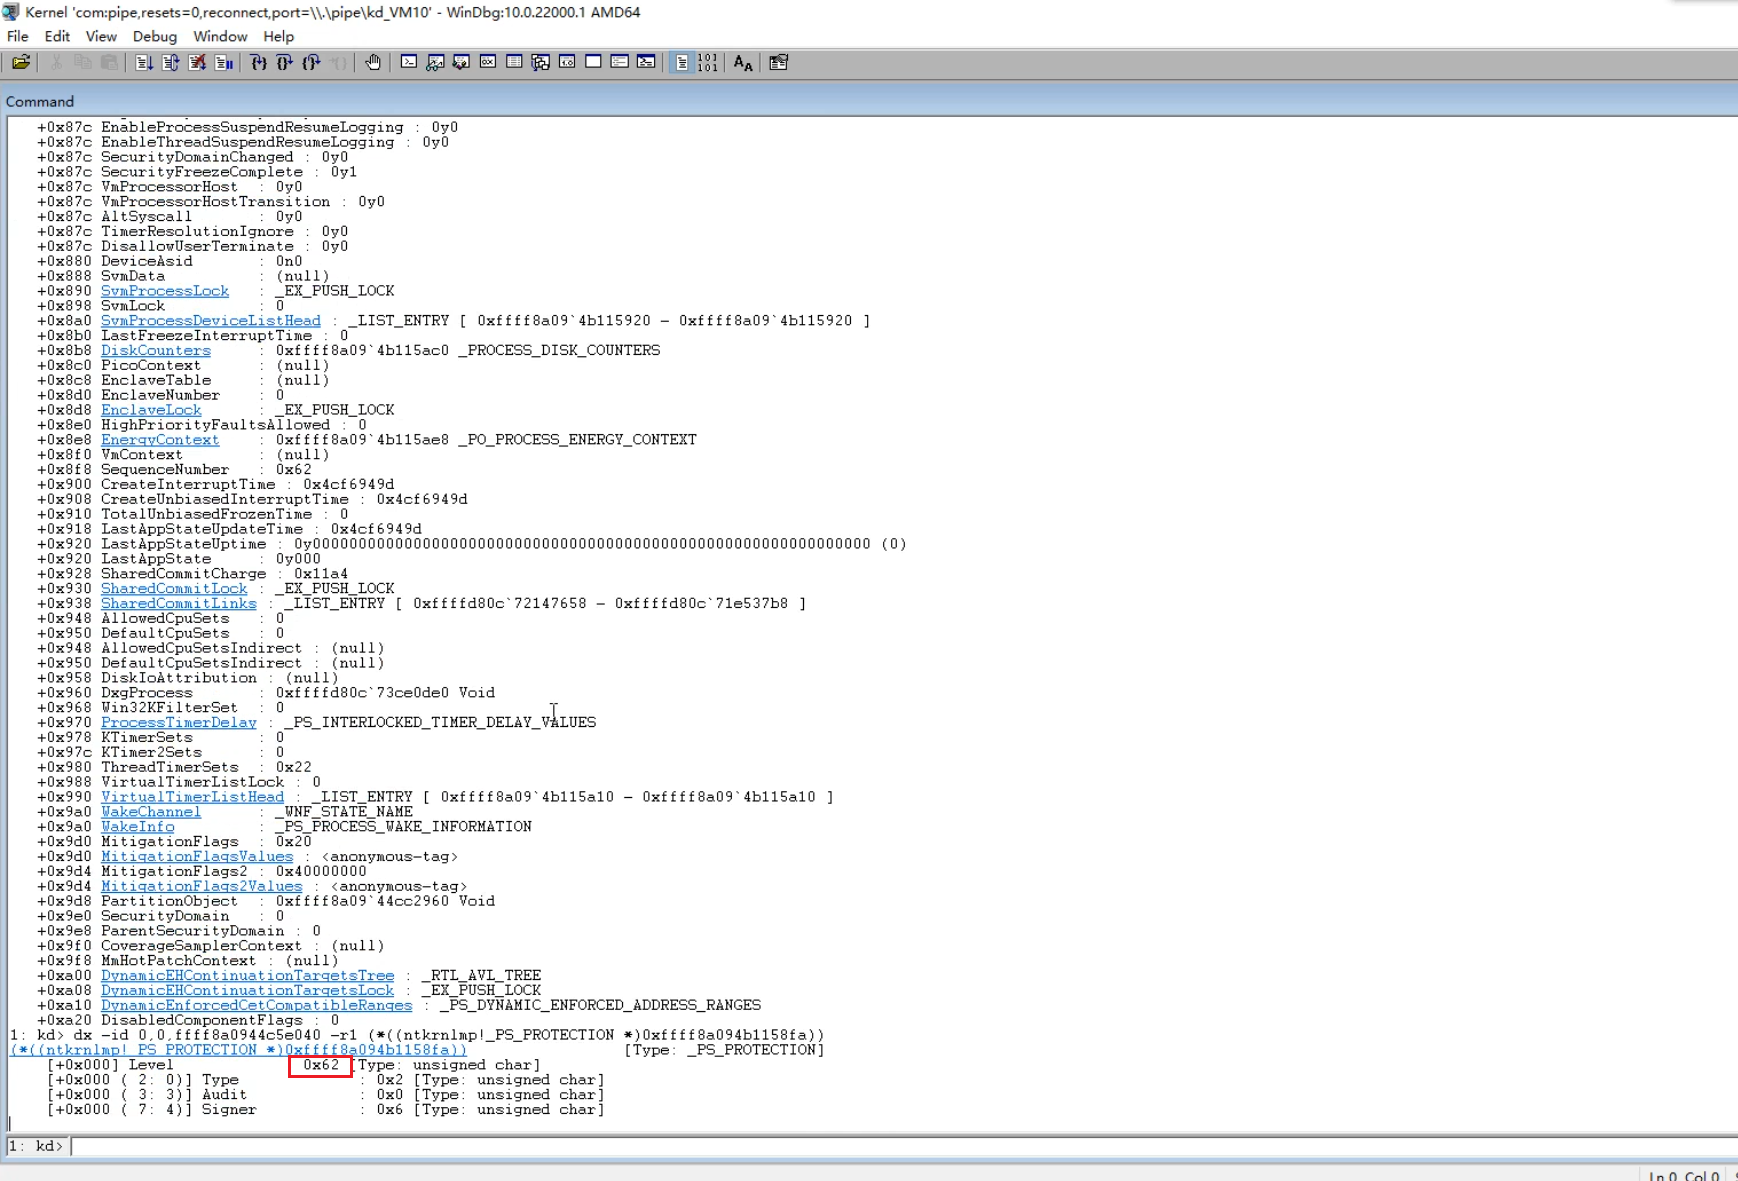 Kernel 'com:pipe,resets=0,reconnect,port=\\.\pipe\kd_VM10' - WinDbg:10.0.22000.1 AMD64
File Edit View Debug Window Help
Command
+0x87c EnableProcessSuspendResumeLogging : 0y0
+0x87c EnableThreadSuspendResumeLogging : 0y0
+0x87c SecurityDomainChanged : 0y0
+0x87c SecurityFreezeComplete : 0y1
+0x87c VmProcessorHost : 0y0
+0x87c VmProcessorHostTransition : 0y0
+0x87c AltSyscall : 0y0
+0x87c TimerResolutionIgnore : 0y0
+0x87c DisallowUserTerminate : 0y0
+0x880 DeviceAsid : 0n0
+0x888 SvmData : (null)
+0x890 SvmProcessLock : _EX_PUSH_LOCK
+0x898 SvmLock : 0
+0x8a0 SvmProcessDeviceListHead : _LIST_ENTRY [ 0xffff8a09`4b115920 - 0xffff8a09`4b115920 ]
+0x8b0 LastFreezeInterruptTime : 0
+0x8b8 DiskCounters : 0xffff8a09`4b115ac0 _PROCESS_DISK_COUNTERS
+0x8c0 PicoContext : (null)
+0x8c8 EnclaveTable : (null)
+0x8d0 EnclaveNumber : 0
+0x8d8 EnclaveLock : _EX_PUSH_LOCK
+0x8e0 HighPriorityFaultsAllowed : 0
+0x8e8 EnergyContext : 0xffff8a09`4b115ae8 _PO_PROCESS_ENERGY_CONTEXT
+0x8f0 VmContext : (null)
+0x8f8 SequenceNumber : 0x62
+0x900 CreateInterruptTime : 0x4cf6949d
+0x908 CreateUnbiasedInterruptTime : 0x4cf6949d
+0x910 TotalUnbiasedFrozenTime : 0
+0x918 LastAppStateUpdateTime : 0x4cf6949d
+0x920 LastAppStateUptime : 0y0000000000000000000000000000000000000000000000000000000000000 (0)
+0x920 LastAppState : 0y000
+0x928 SharedCommitCharge : 0x11a4
+0x930 SharedCommitLock : _EX_PUSH_LOCK
+0x938 SharedCommitLinks : _LIST_ENTRY [ 0xffffd80c`72147658 - 0xffffd80c`71e537b8 ]
+0x948 AllowedCpuSets : 0
+0x950 DefaultCpuSets : 0
+0x948 AllowedCpuSetsIndirect : (null)
+0x950 DefaultCpuSetsIndirect : (null)
+0x958 DiskIoAttribution : (null)
+0x960 DxgProcess : 0xffffd80c`73ce0de0 Void
+0x968 Win32KFilterSet : 0
+0x970 ProcessTimerDelay : _PS_INTERLOCKED_TIMER_DELAY_VALUES
+0x978 KTimerSets : 0
+0x97c KTimer2Sets : 0
+0x980 ThreadTimerSets : 0x22
+0x988 VirtualTimerListLock : 0
+0x990 VirtualTimerListHead : _LIST_ENTRY [ 0xffff8a09`4b115a10 - 0xffff8a09`4b115a10 ]
+0x9a0 WakeChannel : _WNF_STATE_NAME
+0x9a0 WakeInfo : _PS_PROCESS_WAKE_INFORMATION
+0x9d0 MitigationFlags : 0x20
+0x9d0 MitigationFlagsValues : <anonymous-tag>
+0x9d4 MitigationFlags2 : 0x40000000
+0x9d4 MitigationFlags2Values : <anonymous-tag>
+0x9d8 PartitionObject : 0xffff8a09`44cc2960 Void
+0x9e0 SecurityDomain : 0
+0x9e8 ParentSecurityDomain : 0
+0x9f0 CoverageSamplerContext : (null)
+0x9f8 MmHotPatchContext : (null)
+0xa00 DynamicEHContinuationTargetsTree : _RTL_AVL_TREE
+0xa08 DynamicEHContinuationTargetsLock : _EX_PUSH_LOCK
+0xa10 DynamicEnforcedCetCompatibleRanges : _PS_DYNAMIC_ENFORCED_ADDRESS_RANGES
+0xa20 DisabledComponentFlags : 0
1: kd> dx -id 0,0,ffff8a0944c5e040 -r1 (*((ntkrnlmp!_PS_PROTECTION *)0xffff8a094b1158fa))
(*((ntkrnlmp!_PS_PROTECTION *)0xffff8a094b1158fa)) [Type: _PS_PROTECTION]
[+0x000] Level 0x62 [Type: unsigned char]
[+0x000 ( 2: 0)] Type : 0x2 [Type: unsigned char]
[+0x000 ( 3: 3)] Audit : 0x0 [Type: unsigned char]
[+0x000 ( 7: 4)] Signer : 0x6 [Type: unsigned char]
1: kd>
Ln 0, Col 0